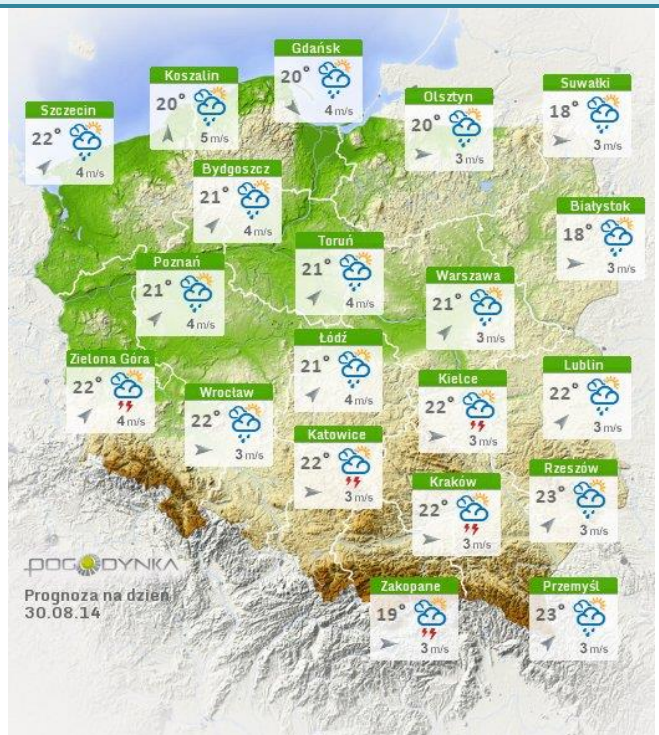 Gdańsk
20°
4 m/s
Koszalin
20°
5 m/s
Suwałki
18°
3 m/s
Olsztyn
20°
3 m/s
Szczecin
22°
4 m/s
Bydgoszcz
21°
4 m/s
Białystok
18°
3 m/s
Toruń
21°
4 m/s
Poznań
21°
4 m/s
Warszawa
21°
3 m/s
Łódź
21°
4 m/s
Zielona Góra
22°
4 m/s
Lublin
22°
3 m/s
Kielce
22°
3 m/s
Wrocław
22°
3 m/s
Katowice
22°
3 m/s
Rzeszów
23°
3 m/s
Kraków
22°
3 m/s
POGODYNKA
Prognoza na dzień
30.08.14
Zakopane
19°
3 m/s
Przemyśl
23°
3 m/s